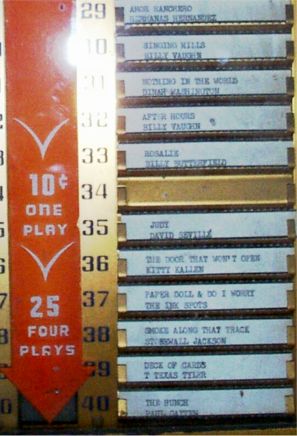 29 AMOR RANCHERO
HERMANAS HERNANDEZ
30 SINGING HILLS
BILLY VAUGHN
31 NOTHING IN THE WORLD
DINAH WASHINGTON
32 AFTER HOURS
BILLY VAUGHN
33 ROSALIE
BILLY BUTTERFIELD
34
35 JUDY
DAVID SEVILLE
36 THE DOOR THAT WON'T OPEN
KITTY KALLEN
37 PAPER DOLL & DO I WORRY
THE INK SPOTS
38 SMOKE ALONG THAT TRACK
STONEWALL JACKSON
39 DECK OF CARDS
T TEXAS TYLER
40 THE BUNCH
PAUL
10¢
ONE
PLAY
25
FOUR
PLAYS